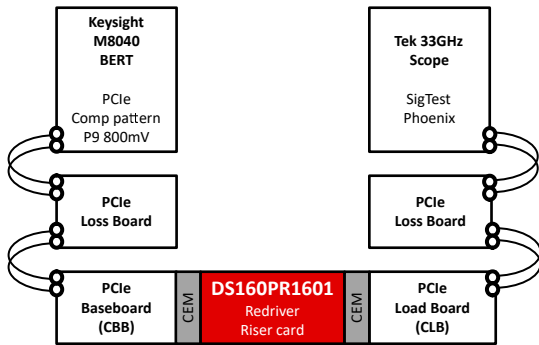 Keysight
M8040
BERT
PCIe
Comp pattern
P9 800mV
Tek 33GHz
Scope
SigTest
Phoenix
PCIe
Loss Board
PCIe
Loss Board
PCIe
Baseboard
(CBB)
CEM
DS160PR1601
Redriver
Riser card
CEM
PCIe
Load Board
(CLB)